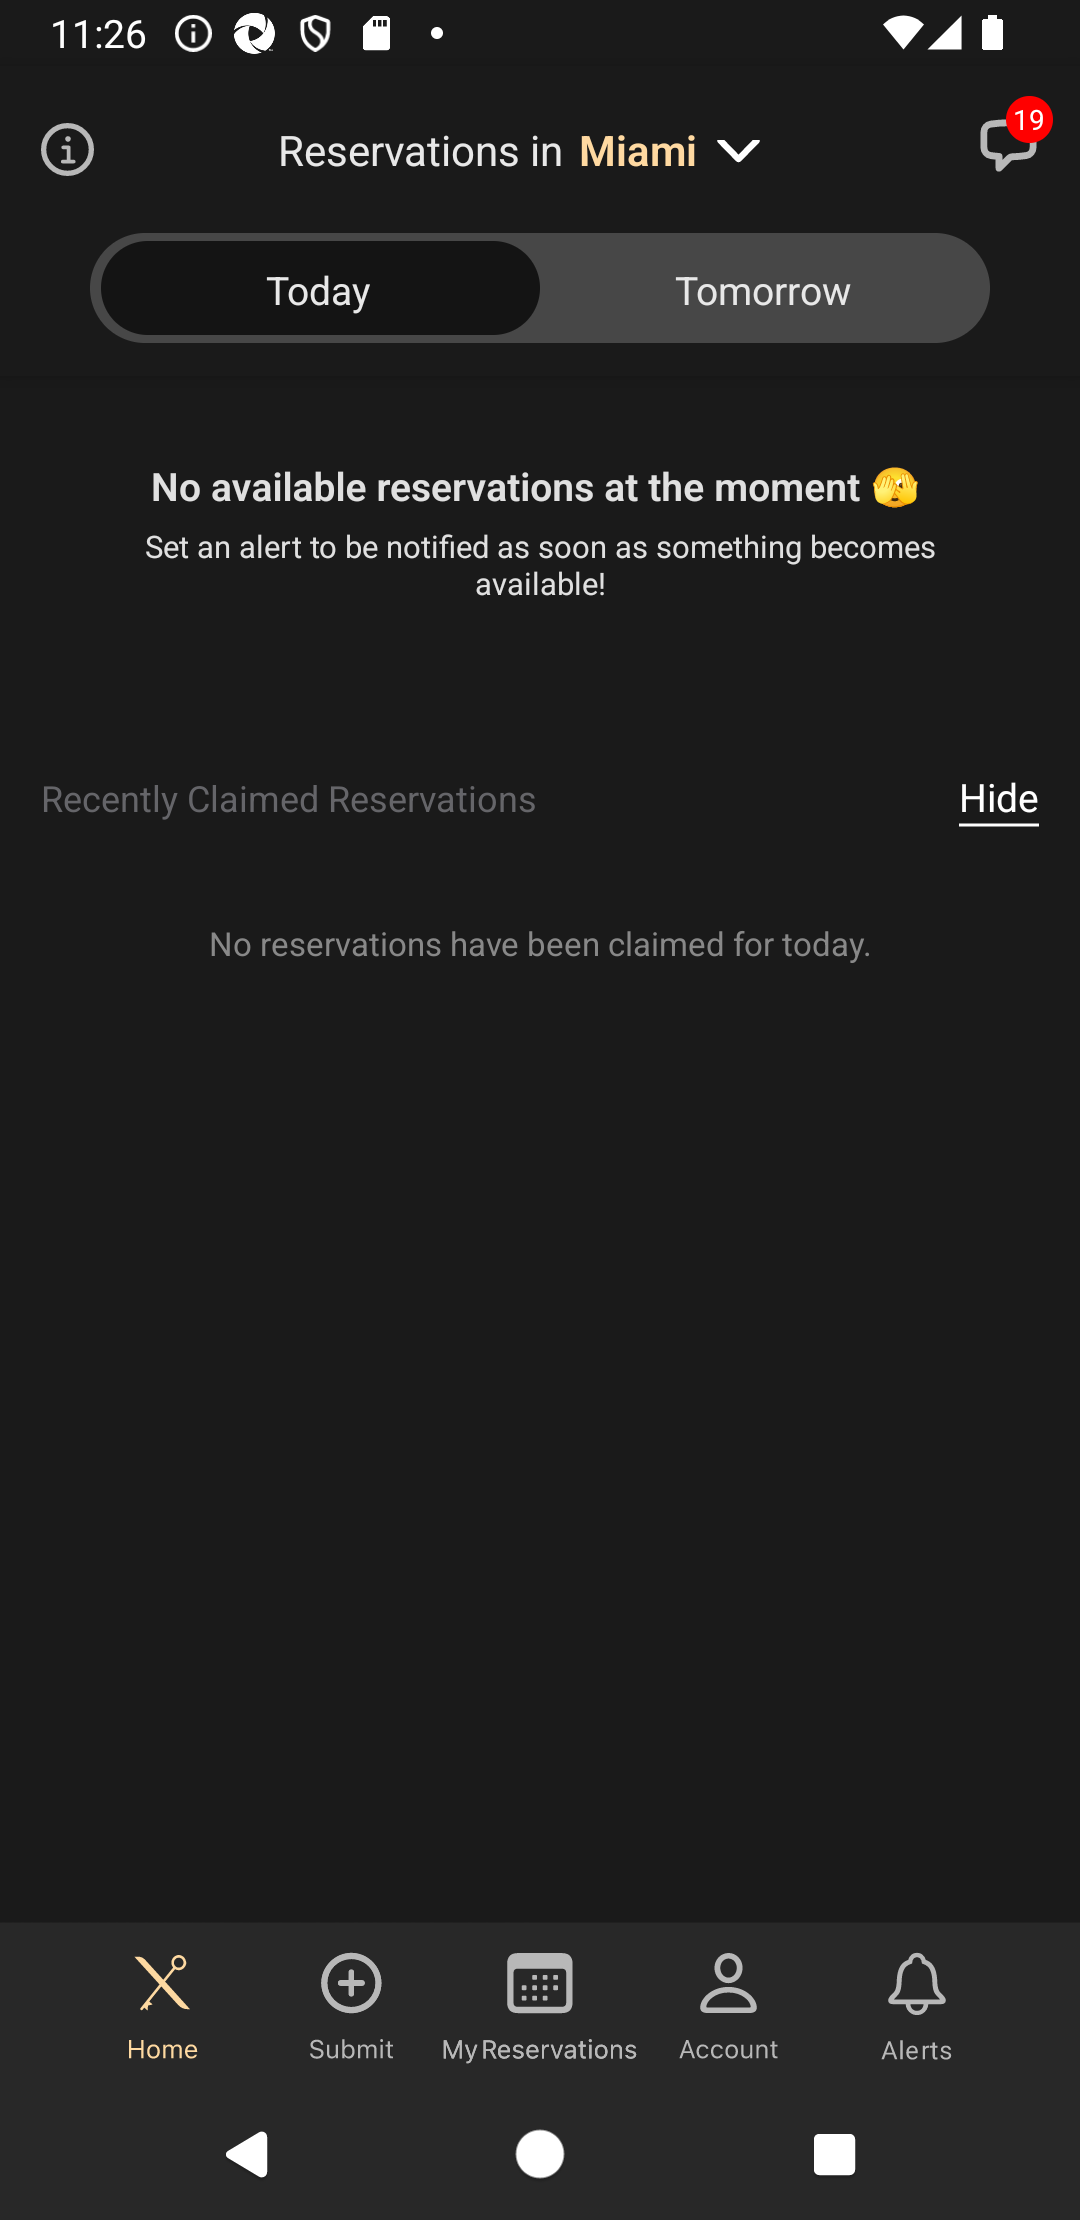 11:26
Reservations in Miami
19
Today
Tomorrow
No available reservations at the moment 🫣
Set an alert to be notified as soon as something becomes
available!
Recently Claimed Reservations
Hide
No reservations have been claimed for today.
Home
Submit
My Reservations
Account
Alerts